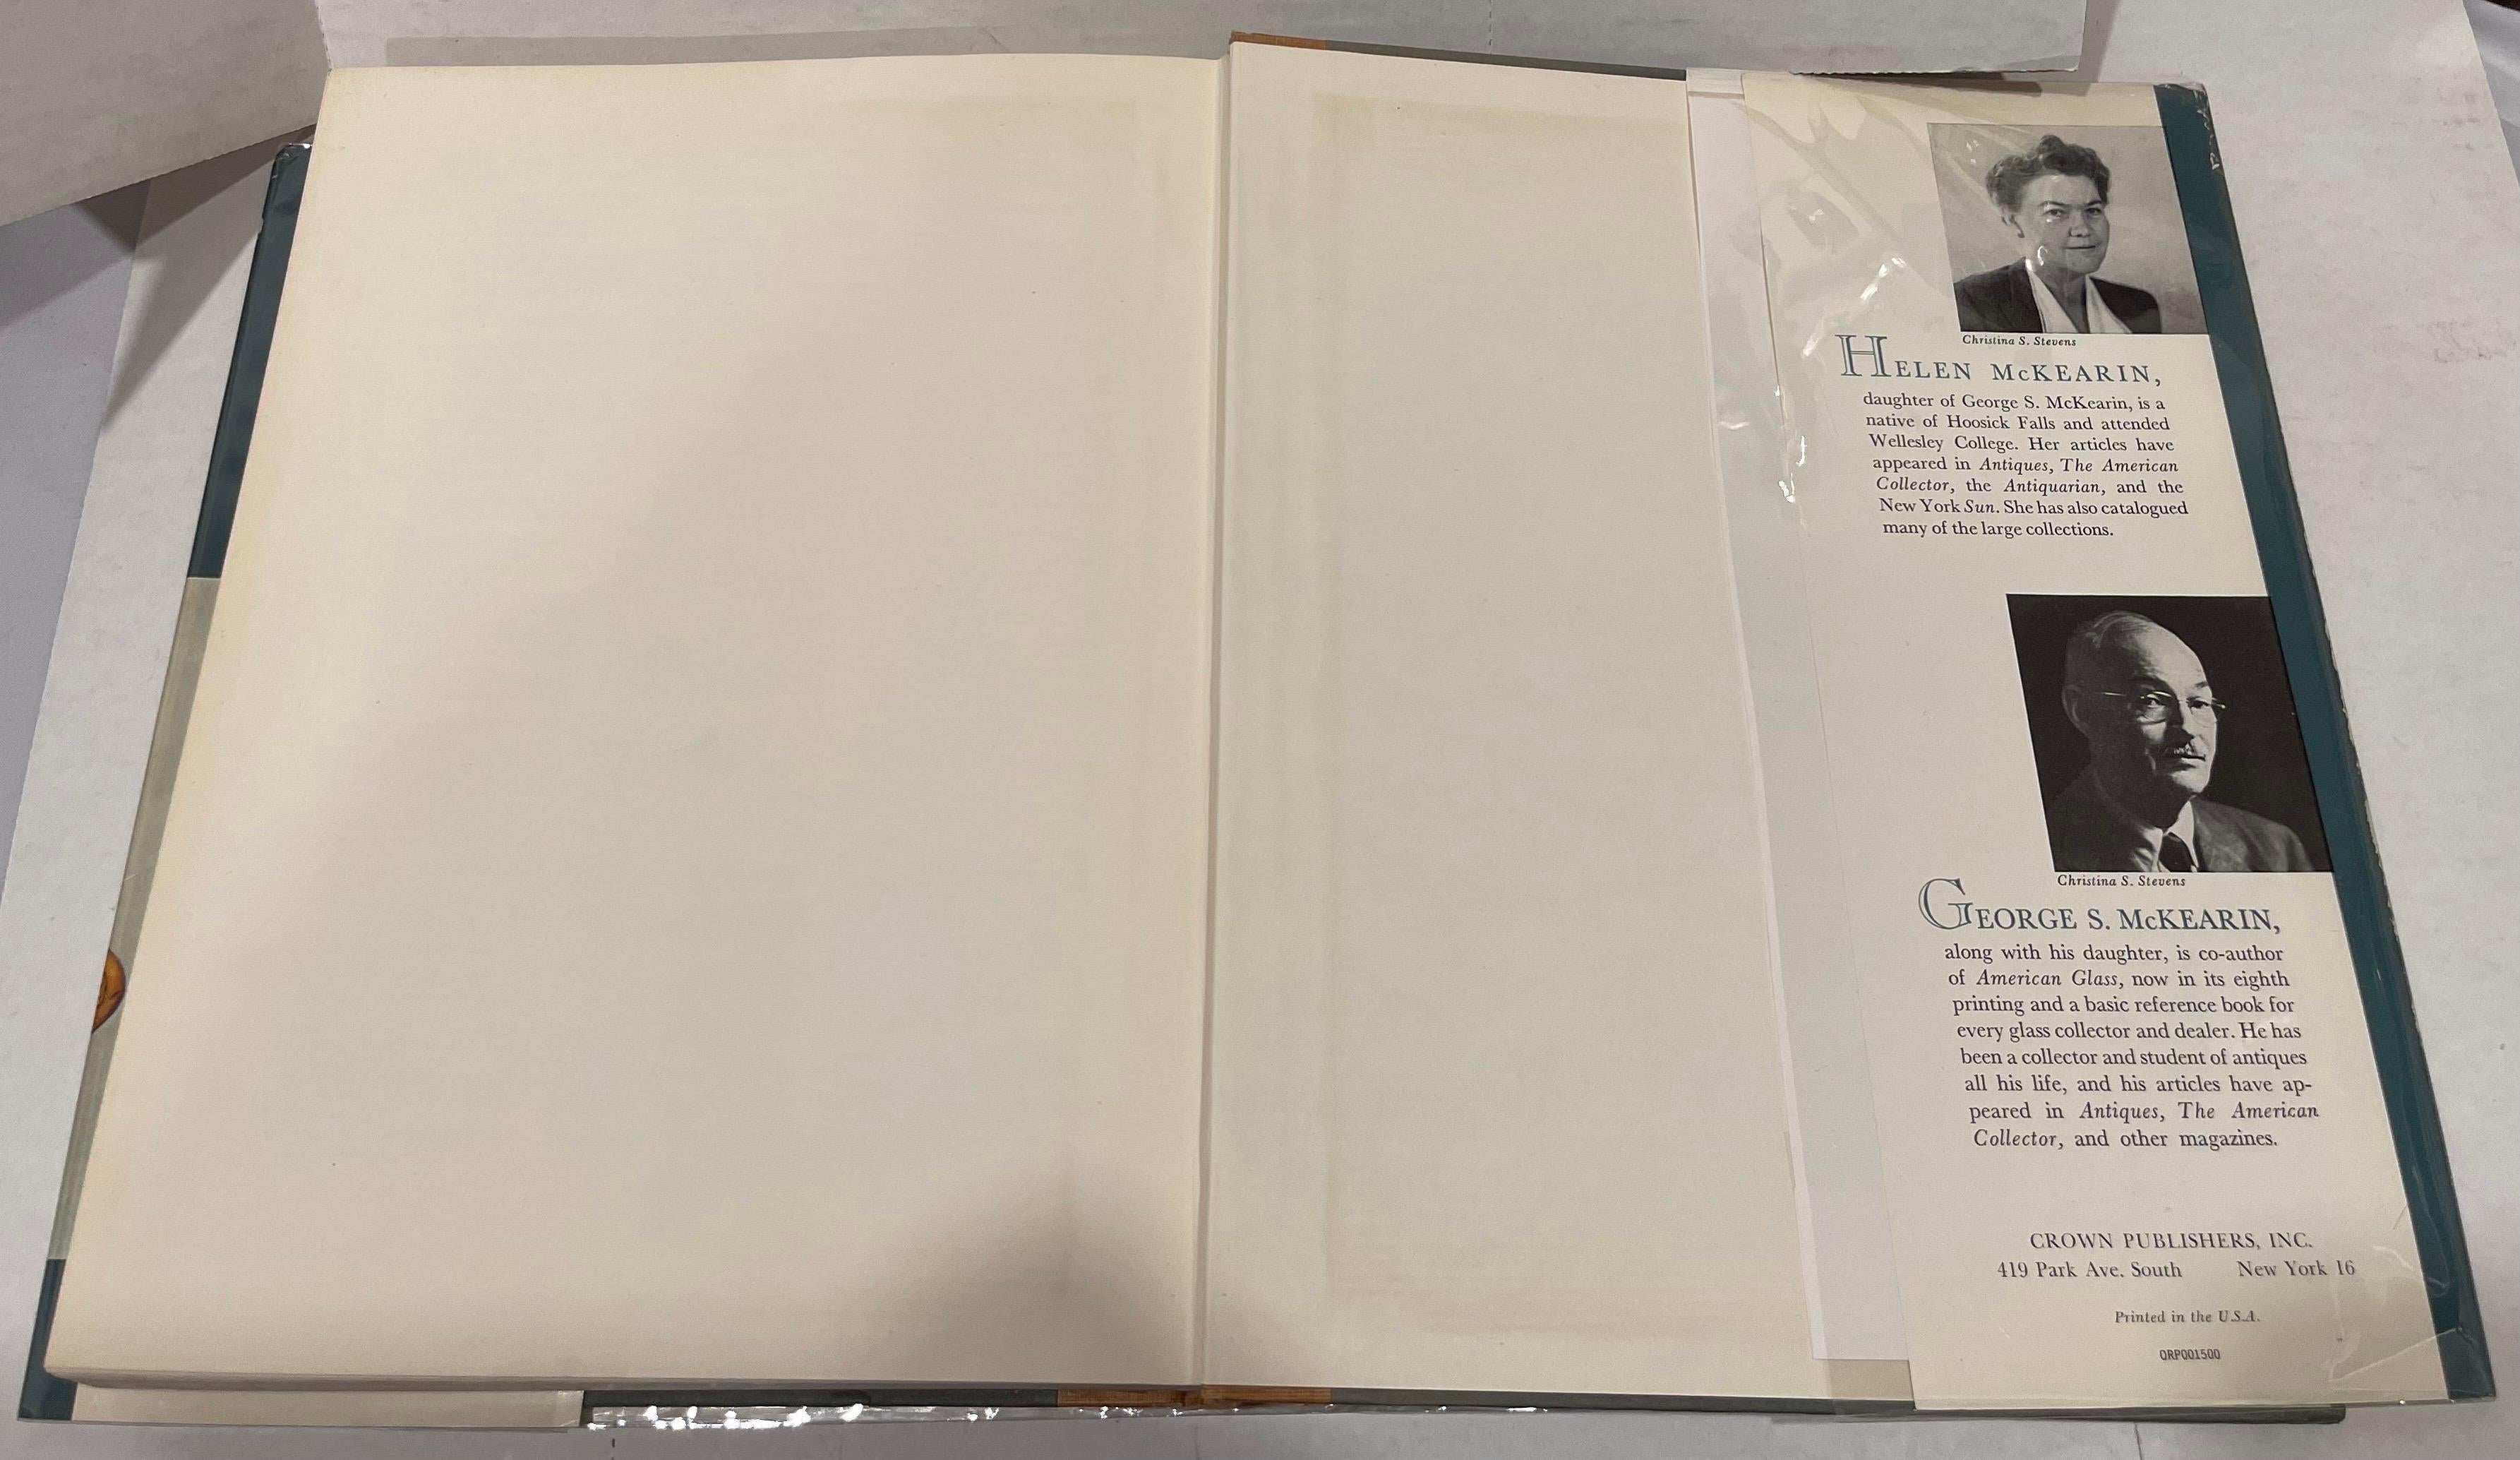 Christina S. Stevens
HELEN McKEARIN,
daughter of George S. McKearin, is a
native of Hoosick Falls and attended
Wellesley College. Her articles have
appeared in Antiques, The American
Collector, the Antiquarian, and the
New York Sun. She has also catalogued
many of the large collections.
Christina S. Stevens
GEORGE S. McKEARIN,
along with his daughter, is co-author
of American Glass, now in its eighth
printing and a basic reference book for
every glass collector and dealer. He has
been a collector and student of antiques
all his life, and his articles have ap-
peared in Antiques, The American
Collector, and other magazines.
CROWN PUBLISHERS, INC.
419 Park Ave. South New York 16
Printed in the U.S.A.
ORP001500